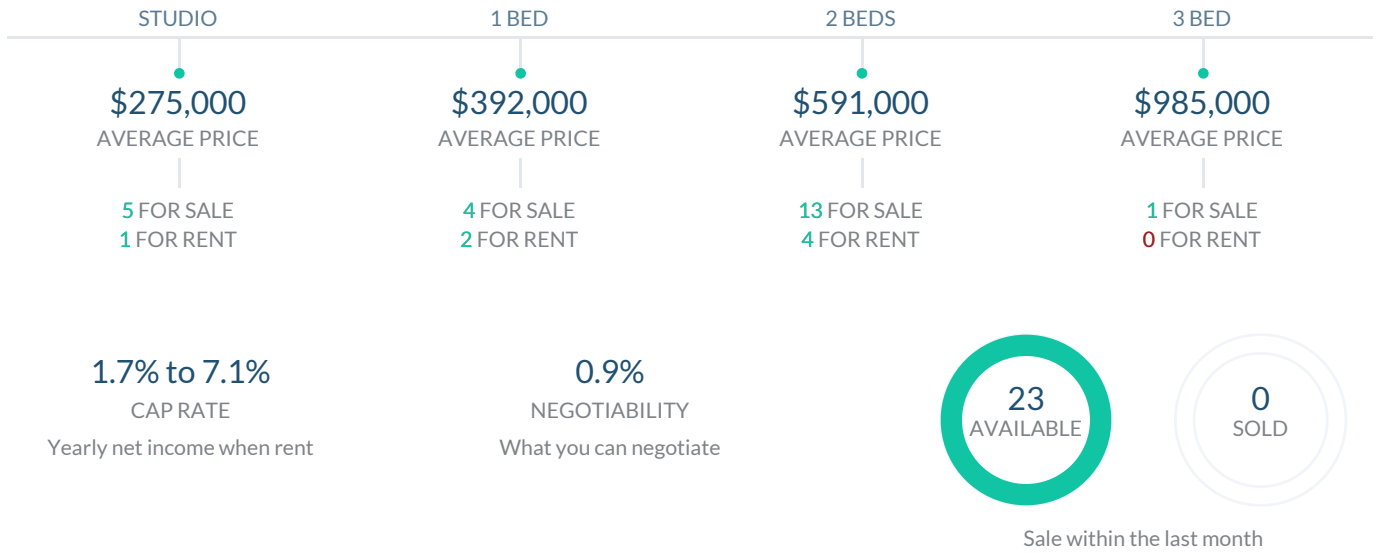 STUDIO
1 BED
2 BEDS
3 BED
$275,000
AVERAGE PRICE
5 FOR SALE
1 FOR RENT
$392,000
AVERAGE PRICE
4 FOR SALE
2 FOR RENT
$591,000
AVERAGE PRICE
13 FOR SALE
4 FOR RENT
$985,000
AVERAGE PRICE
1 FOR SALE
0 FOR RENT
1.7% to 7.1%
CAP RATE
Yearly net income when rent
0.9%
NEGOTIABILITY
What you can negotiate
23
AVAILABLE
0
SOLD
Sale within the last month